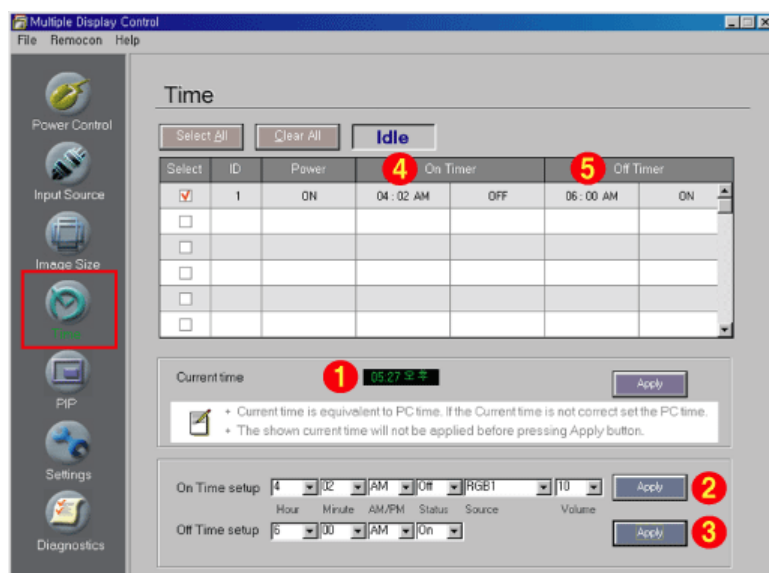 Multiple Display Control
File Remocon Help
Time
Power Control
Input Source
Image Size
Time
PIP
Settings
Diagnostics
Select All Clear All Idle
Select ID Power 4 On Timer 5 Off Timer
1 ON 04 : 02 AM OFF 06 : 00 AM ON
Current time 1 05:27 오후 Apply
+ Current time is equivalent to PC time. If the Current time is not correct set the PC time.
+ The shown current time will not be applied before pressing Apply button.
On Time setup 4 02 AM Off RGB1 10 Apply 2
Hour Minute AM/PM Status Source Volume
Off Time setup 6 00 AM On Apply 3